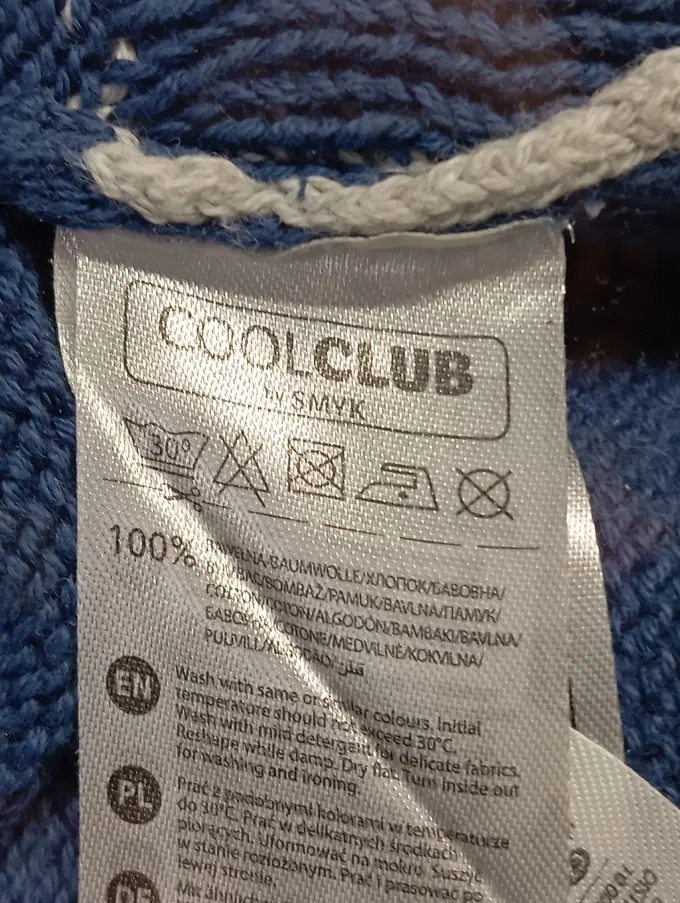 COOLCLUB
by SMYK
30°
100% BAWEŁNA/BAUMWOLLE/ХЛОПОК/БАВОВНА/
BUMBAC/BOMBAŽ/PAMUK/BAVLNA/ПАМУК/
COTTON/COTON/ALGODÓN/BAMBAKI/BAVLNA/
COTONE/MEDVILNĖ/KOKVILNA/
PUUVILL/ALGODÃO/قطن
EN
Wash with same or similar colours. Initial
temperature should not exceed 30°C.
Wash with mild detergent for delicate fabrics.
Reshape while damp. Dry flat. Turn inside out
for washing and ironing.
PL
Prać z podobnymi kolorami w temperaturze
do 30°C. Prać w delikatnych środkach
piorących. Uformować na mokro. Suszyć
w stanie rozłożonym. Prać i prasować po
lewej stronie.
DE
Mit